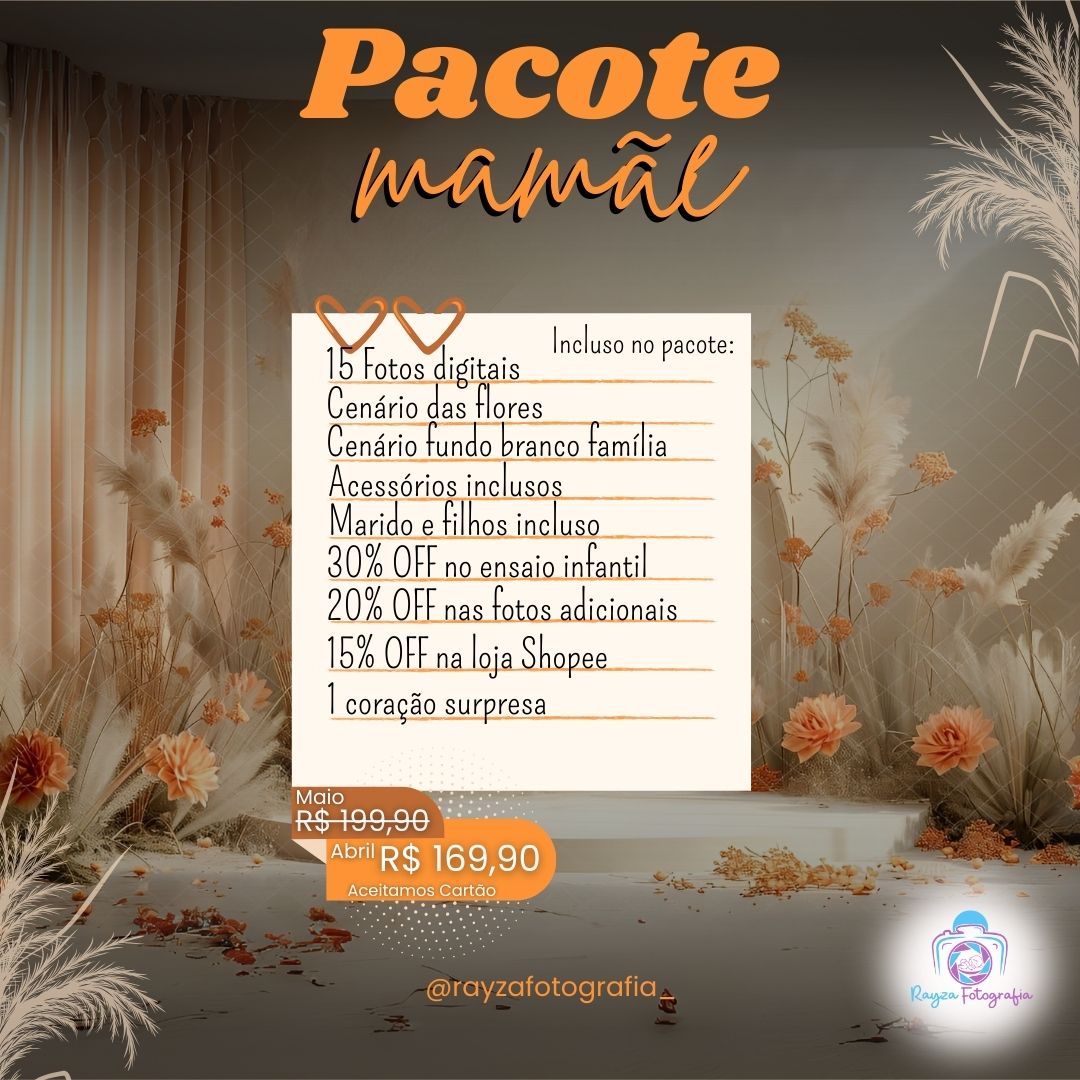 Pacote
mamãe
Incluso no pacote:
15 Fotos digitais
Cenário das flores
Cenário fundo branco família
Acessórios inclusos
Marido e filhos incluso
30% OFF no ensaio infantil
20% OFF nas fotos adicionais
15% OFF na loja Shopee
1 coração surpresa
Maio
R$ 199,90
Abril R$ 169,90
Aceitamos Cartão
@rayzafotografia_
Rayza Fotografia